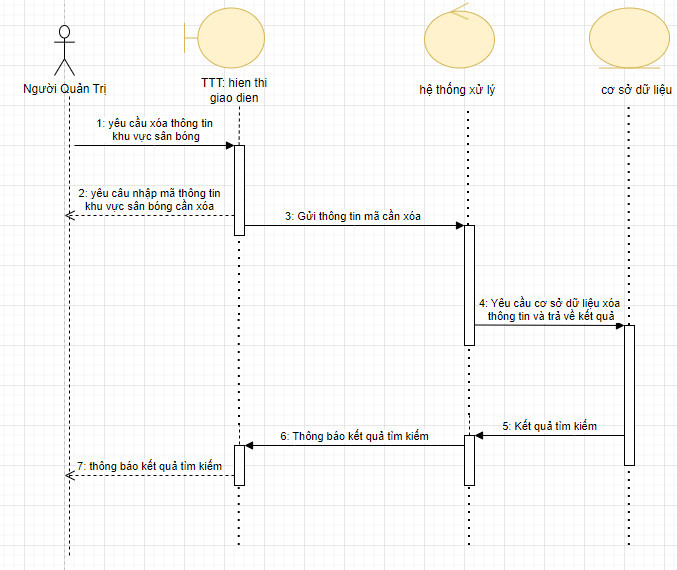 Người Quản Trị
TTT: hien thi
giao dien
hệ thống xử lý
cơ sở dữ liệu
1: yêu cầu xóa thông tin
khu vực sân bóng
2: yêu câu nhập mã thông tin
khu vực sân bóng cần xóa
3: Gửi thông tin mã cần xóa
4: Yêu cầu cơ sở dữ liệu xóa
thông tin và trả về kết quả
5: Kết quả tìm kiếm
6: Thông báo kết quả tìm kiếm
7: thông báo kết quả tìm kiếm